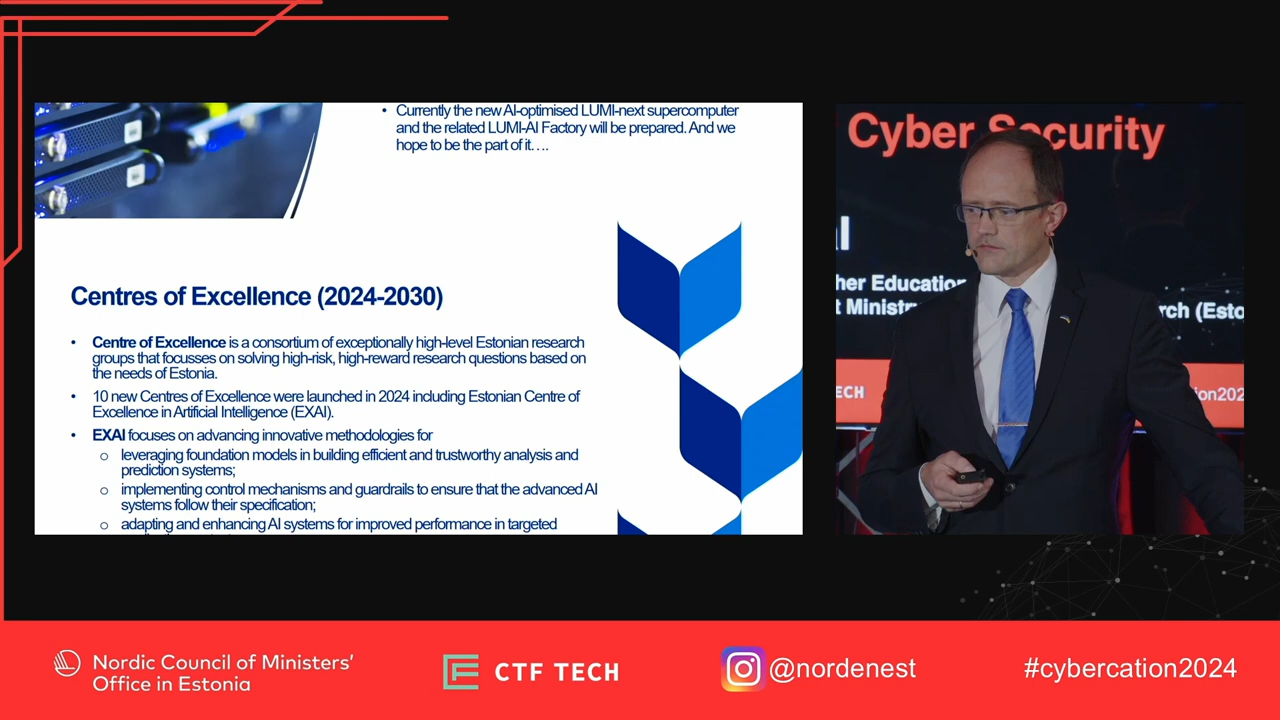 • Currently the new AI-optimised LUMI-next supercomputer
and the related LUMI-AI Factory will be prepared. And we
hope to be the part of it….
Centres of Excellence (2024-2030)
• Centre of Excellence is a consortium of exceptionally high-level Estonian research
groups that focusses on solving high-risk, high-reward research questions based on
the needs of Estonia.
• 10 new Centres of Excellence were launched in 2024 including Estonian Centre of
Excellence in Artificial Intelligence (EXAI).
• EXAI focuses on advancing innovative methodologies for
o leveraging foundation models in building efficient and trustworthy analysis and
prediction systems;
o implementing control mechanisms and guardrails to ensure that the advanced AI
systems follow their specification;
o adapting and enhancing AI systems for improved performance in targeted
Cyber Security
her Education
t Ministr
rch (Esto
TECH
ion202
Nordic Council of Ministers'
Office in Estonia
CTF TECH
@nordenest
#cybercation2024